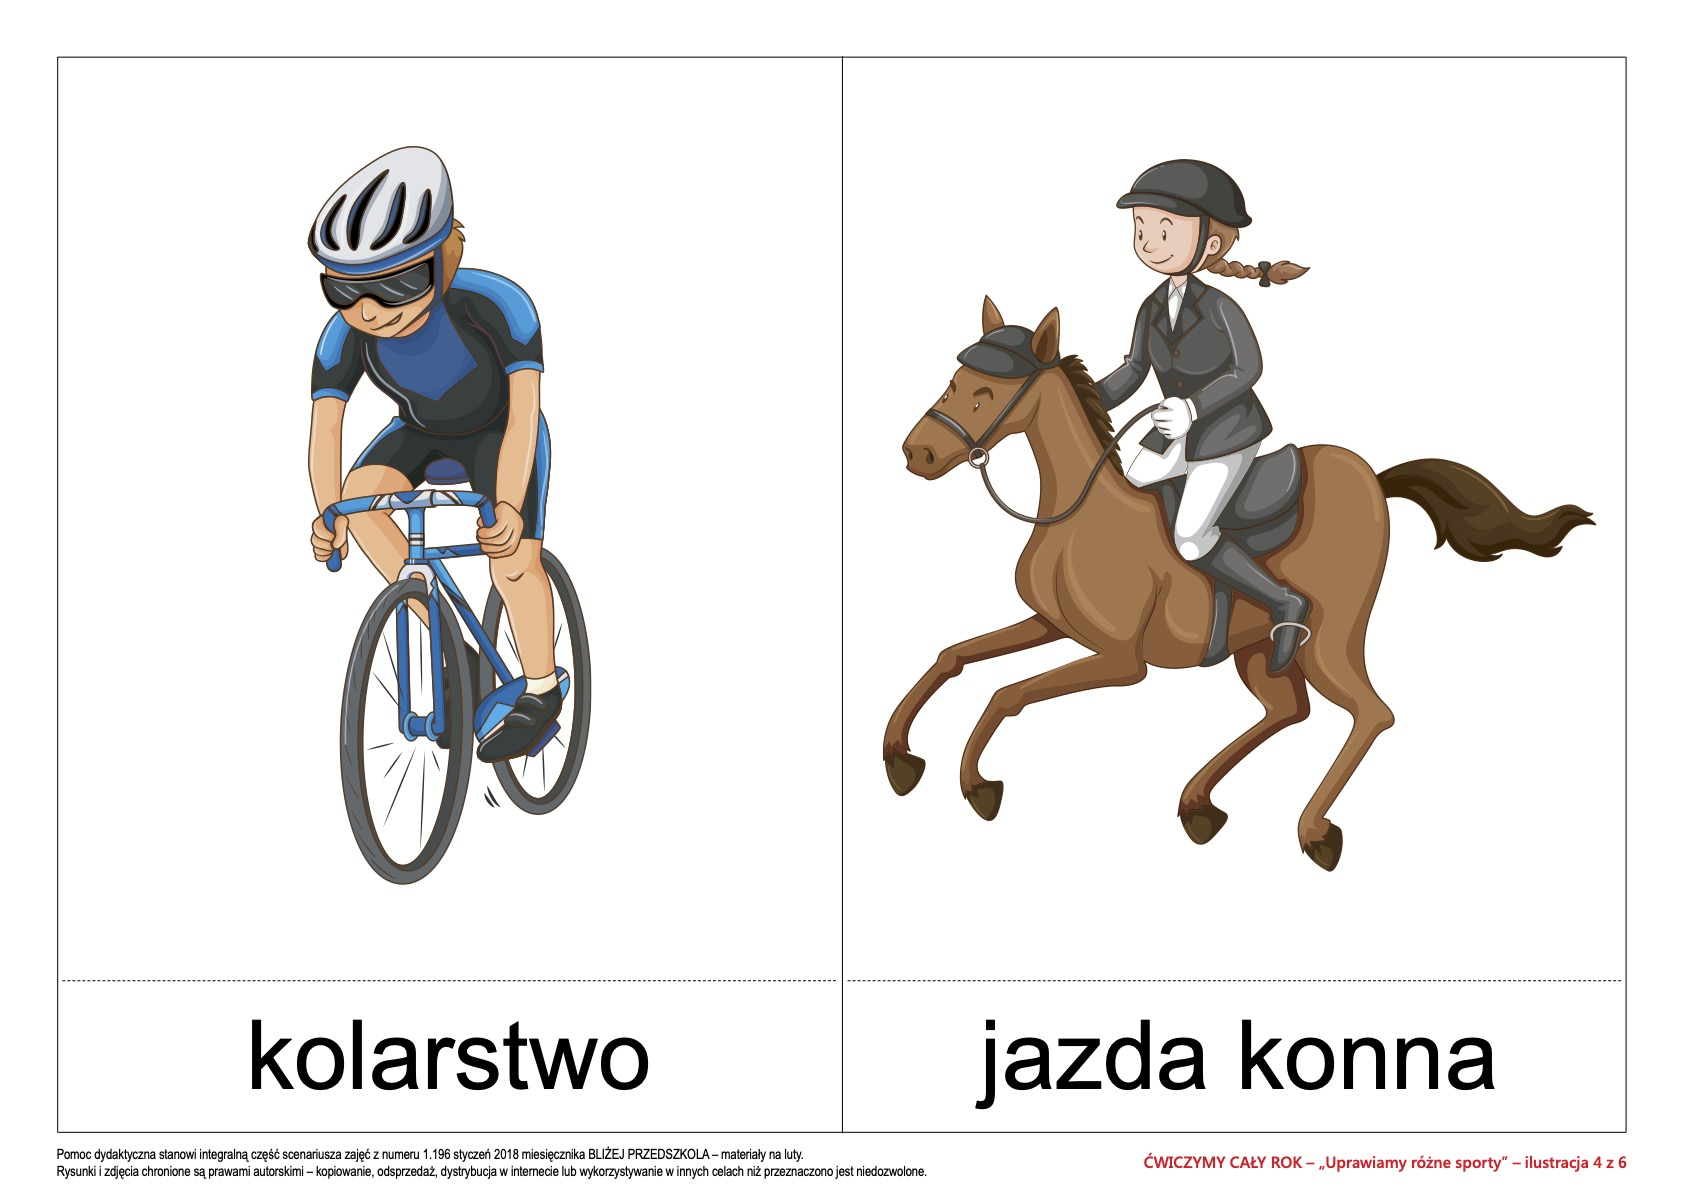 kolarstwo
jazda konna
Pomoc dydaktyczna stanowi integralną część scenariusza zajęć z numeru 1.196 styczeń 2018 miesięcznika BLIŻEJ PRZEDSZKOLA – materiały na luty.
Rysunki i zdjęcia chronione są prawami autorskimi – kopiowanie, odsprzedaż, dystrybucja w internecie lub wykorzystywanie w innych celach niż przeznaczono jest niedozwolone.
ĆWICZYMY CAŁY ROK – „Uprawiamy różne sporty” – ilustracja 4 z 6